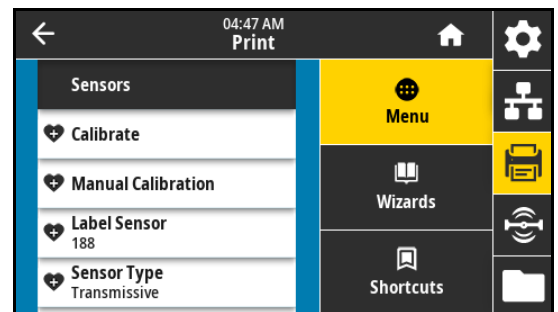 04:47 AM
Print
Sensors
Calibrate
Manual Calibration
Label Sensor
188
Sensor Type
Transmissive
Menu
Wizards
Shortcuts